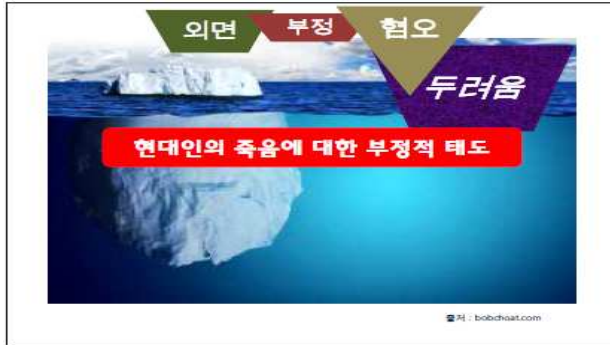 외면
부정
혐오
두려움
현대인의 죽음에 대한 부정적 태도
출처 : bobchoat.com